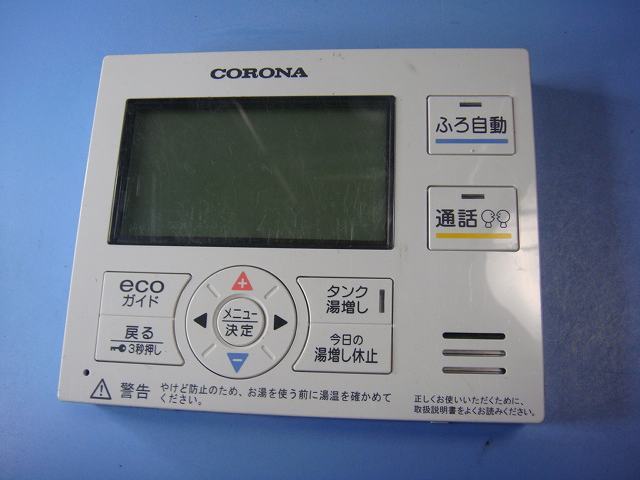 CORONA
ふろ自動
通話
eco
ガイド
戻る
3秒押し
+
メニュー
決定
−
タンク
湯増し
今日の
湯増し休止
警告
やけど防止のため、お湯を使う前に湯温を確かめて
ください。
正しくお使いいただくために、
取扱説明書をよくお読みください。